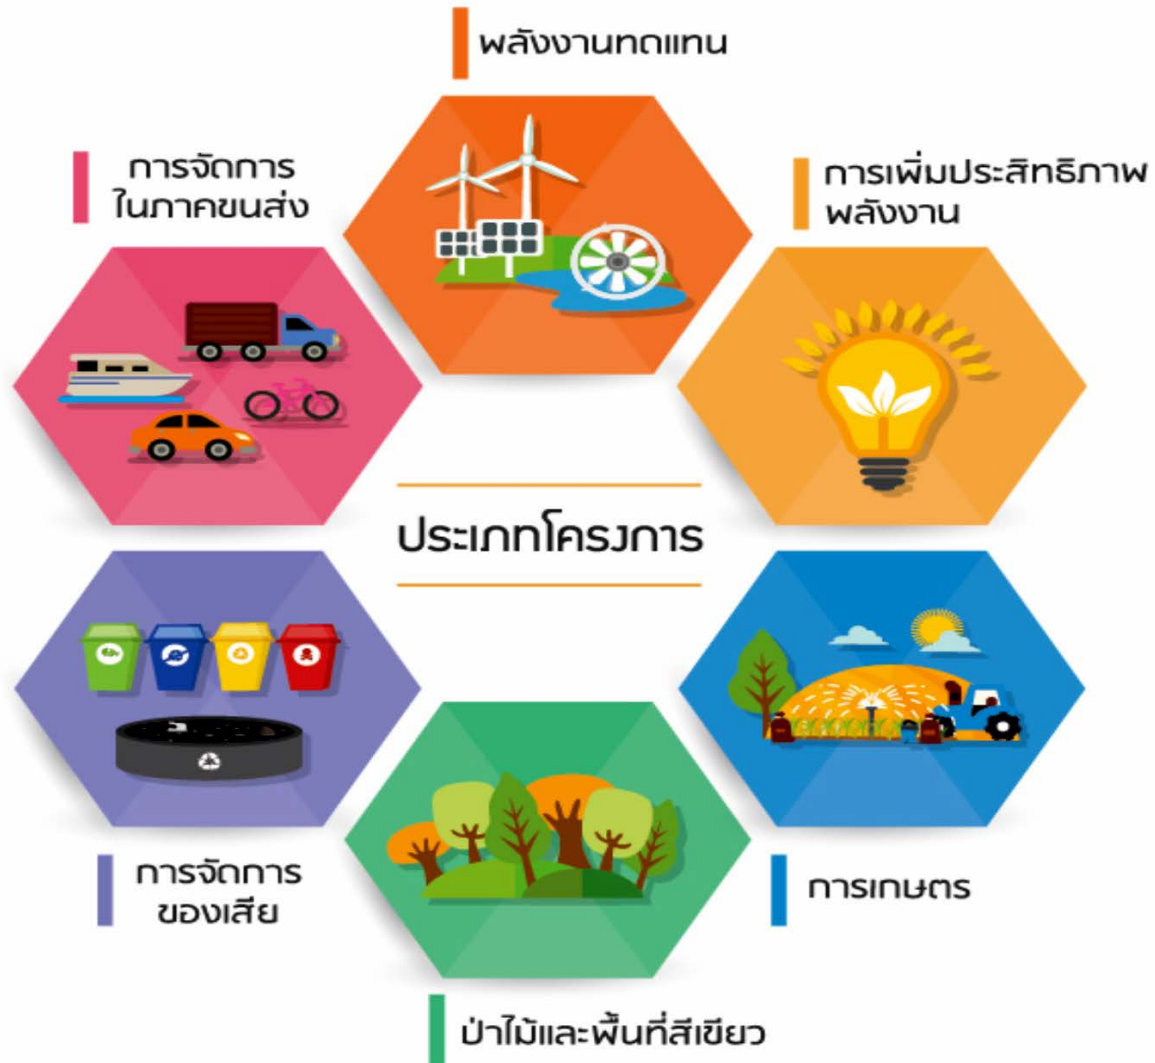 พลังงานทดแทน
การจัดการ
ในภาคขนส่ง
การเพิ่มประสิทธิภาพ
พลังงาน
ประเภทโครงการ
การจัดการ
ของเสีย
การเกษตร
ป่าไม้และพื้นที่สีเขียว